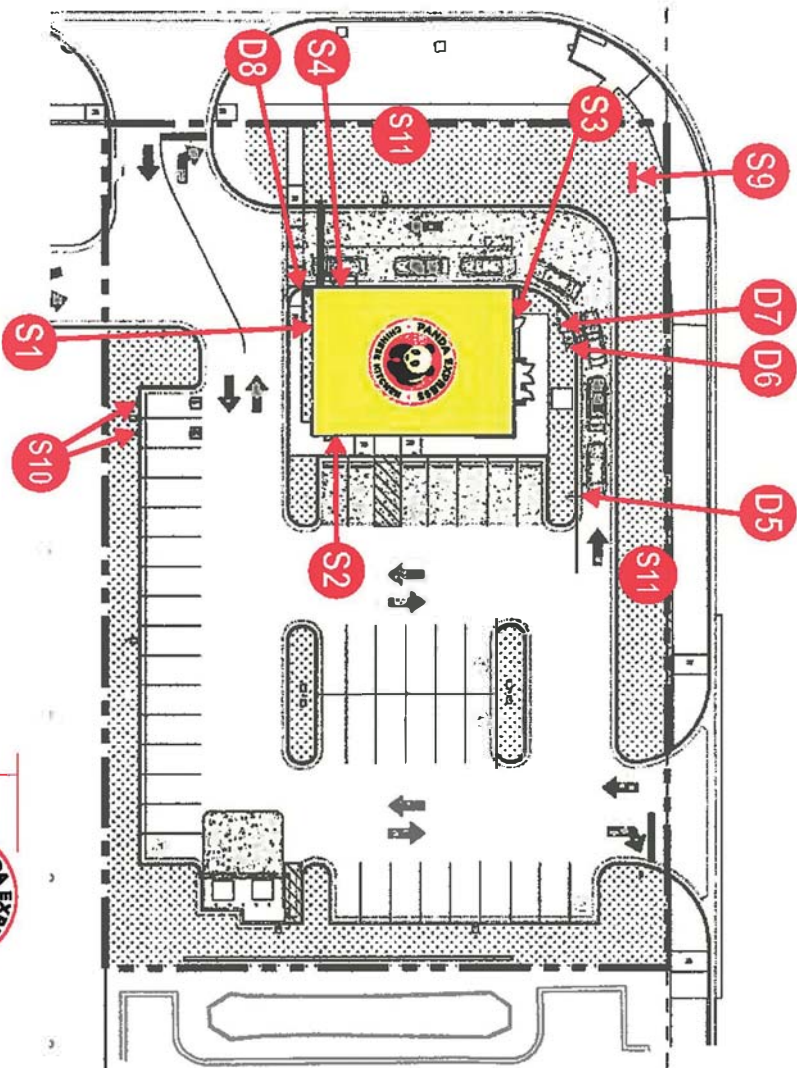 S9
D7
D6
D5
S3
S11
S11
S4
D8
PANDA EXPRESS
CHINESE KITCHEN
S1
S2
S10